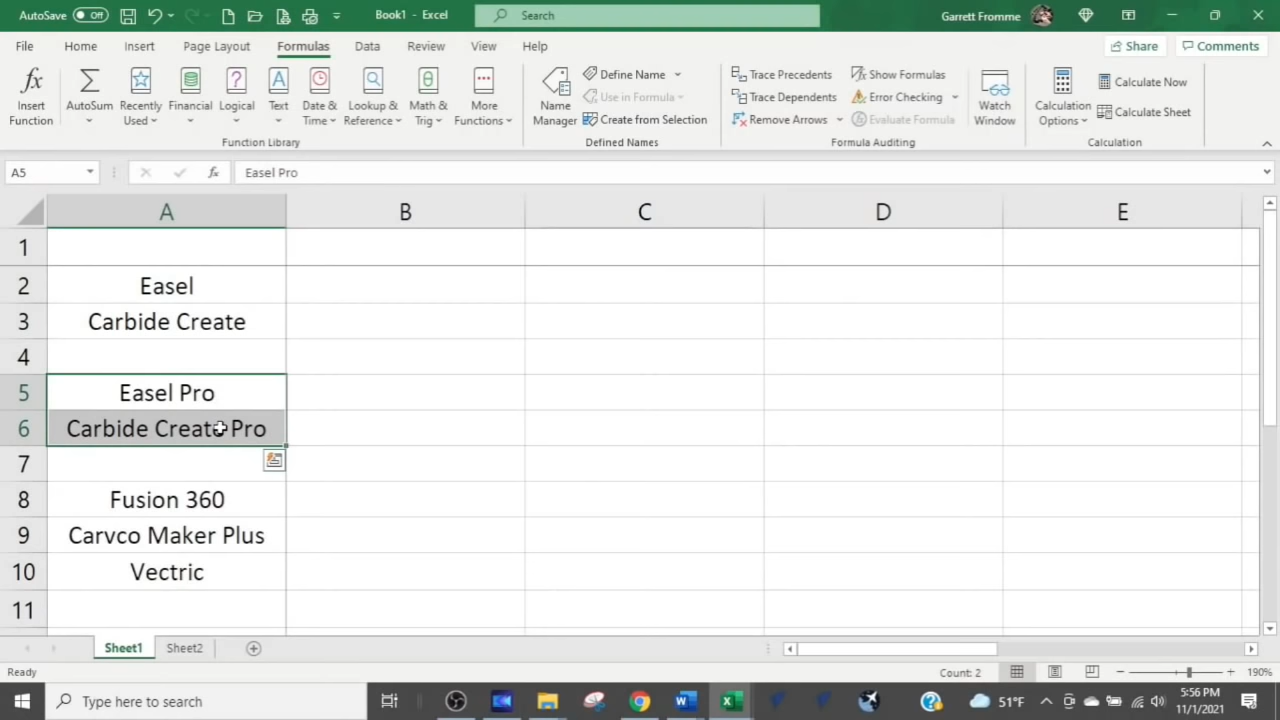 AutoSave Off Book1 - Excel Search Garrett Fromme
File Home Insert Page Layout Formulas Data Review View Help Share Comments
fx Insert Function
AutoSum
Recently Used
Financial
Logical
Text
Date & Time
Lookup & Reference
Math & Trig
More Functions
Function Library
Name Manager
Define Name
Use in Formula
Create from Selection
Defined Names
Trace Precedents
Trace Dependents
Remove Arrows
Show Formulas
Error Checking
Evaluate Formula
Formula Auditing
Watch Window
Calculation Options
Calculate Now
Calculate Sheet
Calculation
A5 fx Easel Pro
A B C D E
1
2 Easel
3 Carbide Create
4
5 Easel Pro
6 Carbide Create Pro
7
8 Fusion 360
9 Carvco Maker Plus
10 Vectric
11
Sheet1 Sheet2
Ready Count: 2 190%
Type here to search 51°F 5:56 PM
11/1/2021